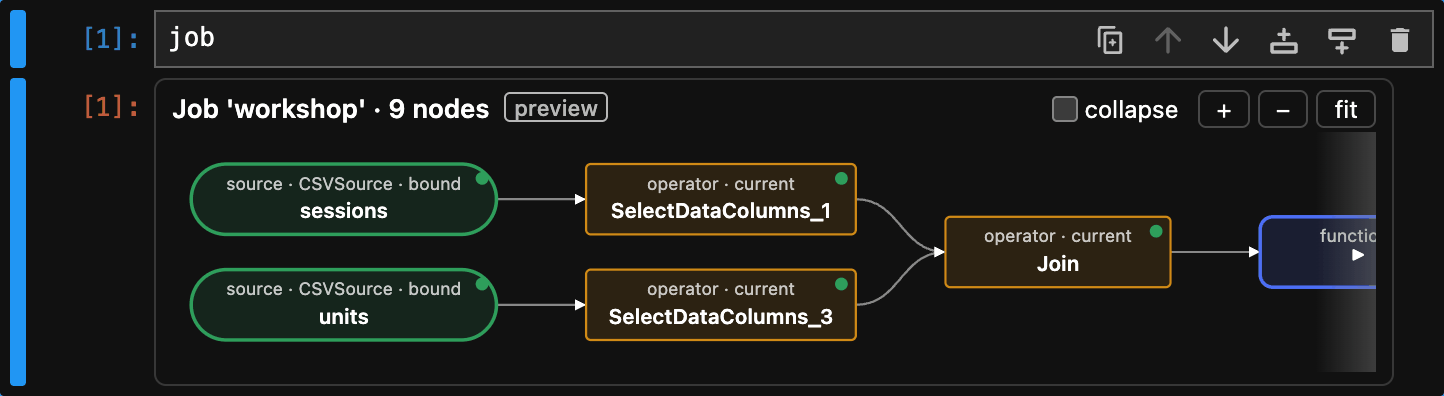 [1]: job
[1]: Job 'workshop' · 9 nodes preview collapse + − fit
source · CSVSource · bound
sessions
operator · current
SelectDataColumns_1
source · CSVSource · bound
units
operator · current
SelectDataColumns_3
operator · current
Join
functio